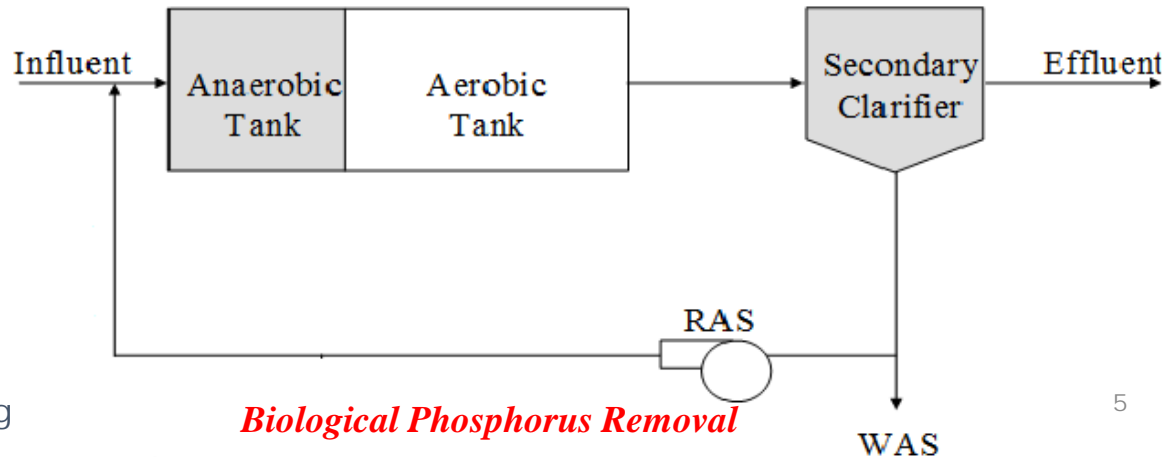 Influent
Anaerobic
Tank
Aerobic
Tank
Secondary
Clarifier
Effluent
RAS
g
Biological Phosphorus Removal
5
WAS